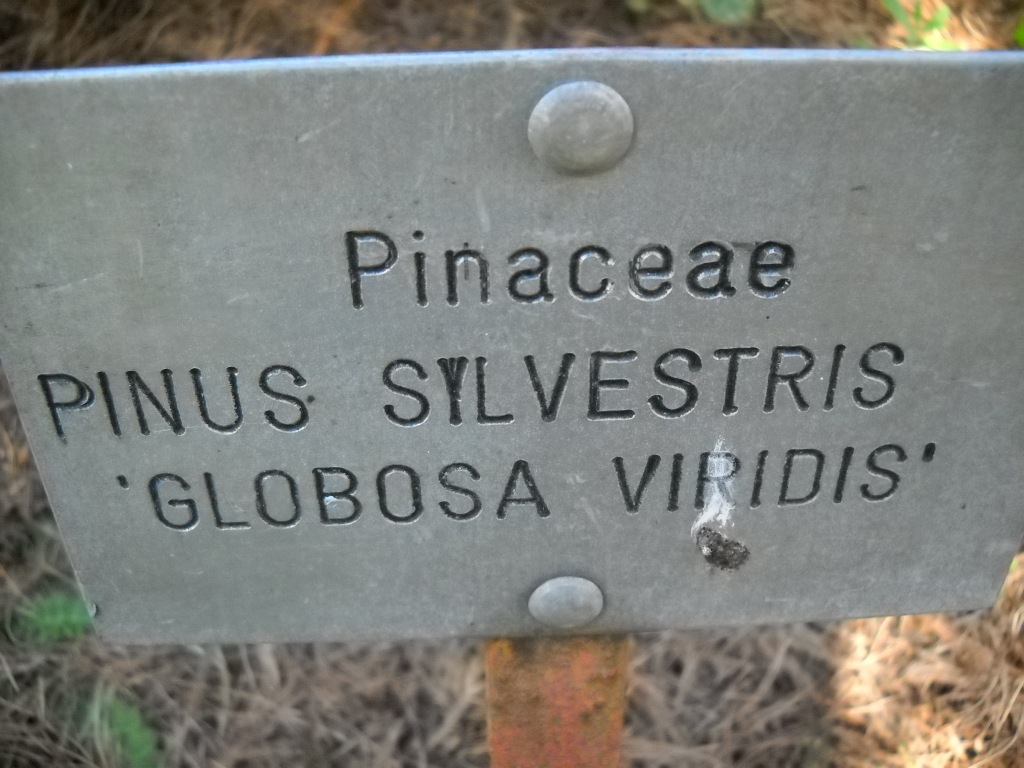 Pinaceae
PINUS SYLVESTRIS
'GLOBOSA VIRIDIS'